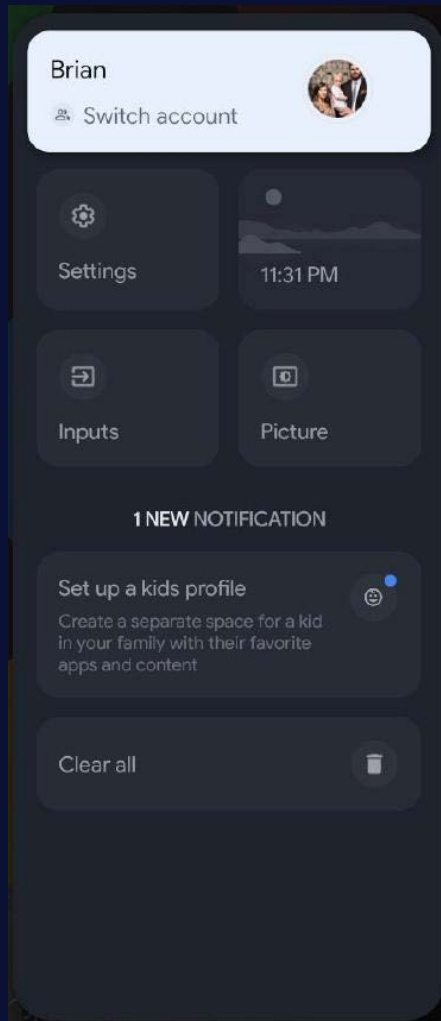 Brian
Switch account
Settings
11:31 PM
Inputs
Picture
1 NEW NOTIFICATION
Set up a kids profile
Create a separate space for a kid
in your family with their favorite
apps and content
Clear all